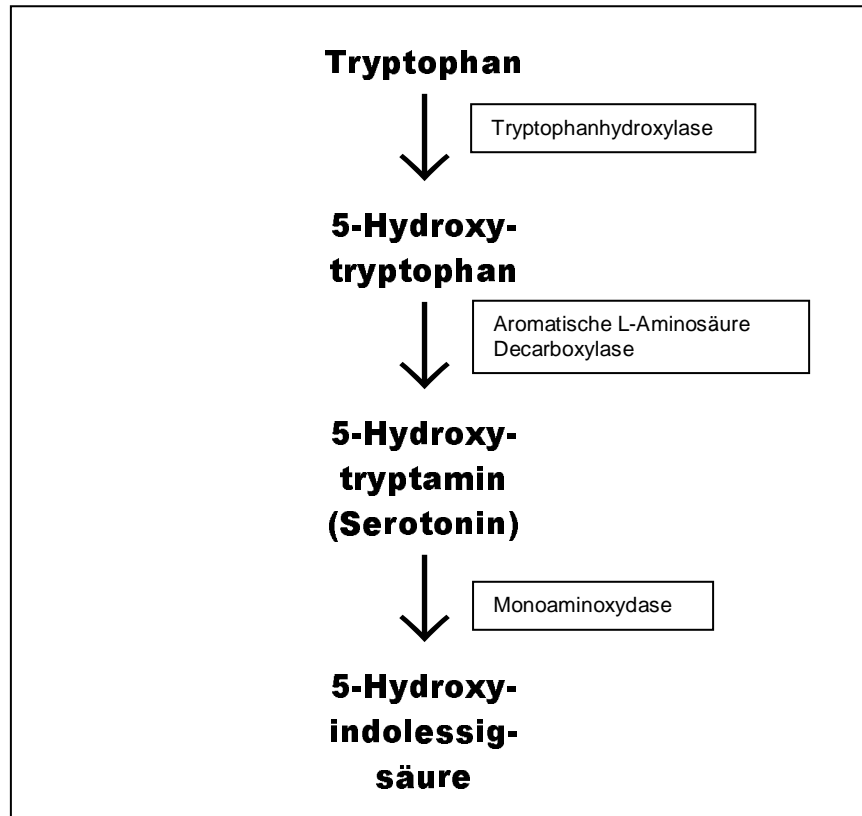 Tryptophan
Tryptophanhydroxylase
5-Hydroxy-
tryptophan
Aromatische L-Aminosäure
Decarboxylase
5-Hydroxy-
tryptamin
(Serotonin)
Monoaminoxydase
5-Hydroxy-
indolessig-
säure